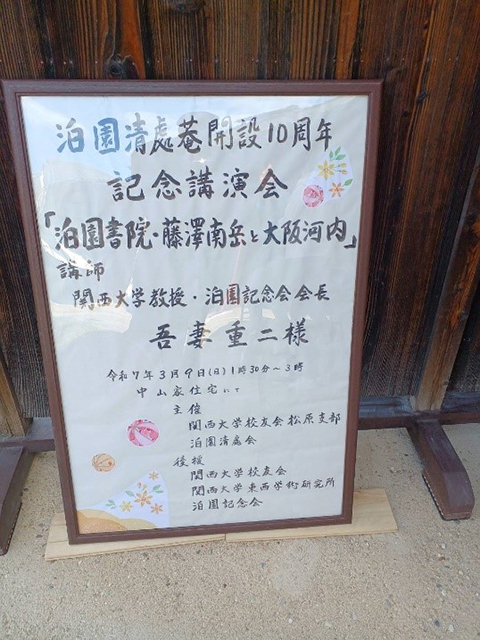 泊園清處菴開設10周年
記念講演会
「泊園書院・藤澤南岳と大阪河内」
講師
関西大学教授・泊園記念会会長
吾妻重二様
令和7年3月9日(日)1時30分～3時
中山家住宅にて
主催
関西大学校友会松原支部
泊園清處会
後援
関西大学校友会
関西大学東西学術研究所
泊園記念会